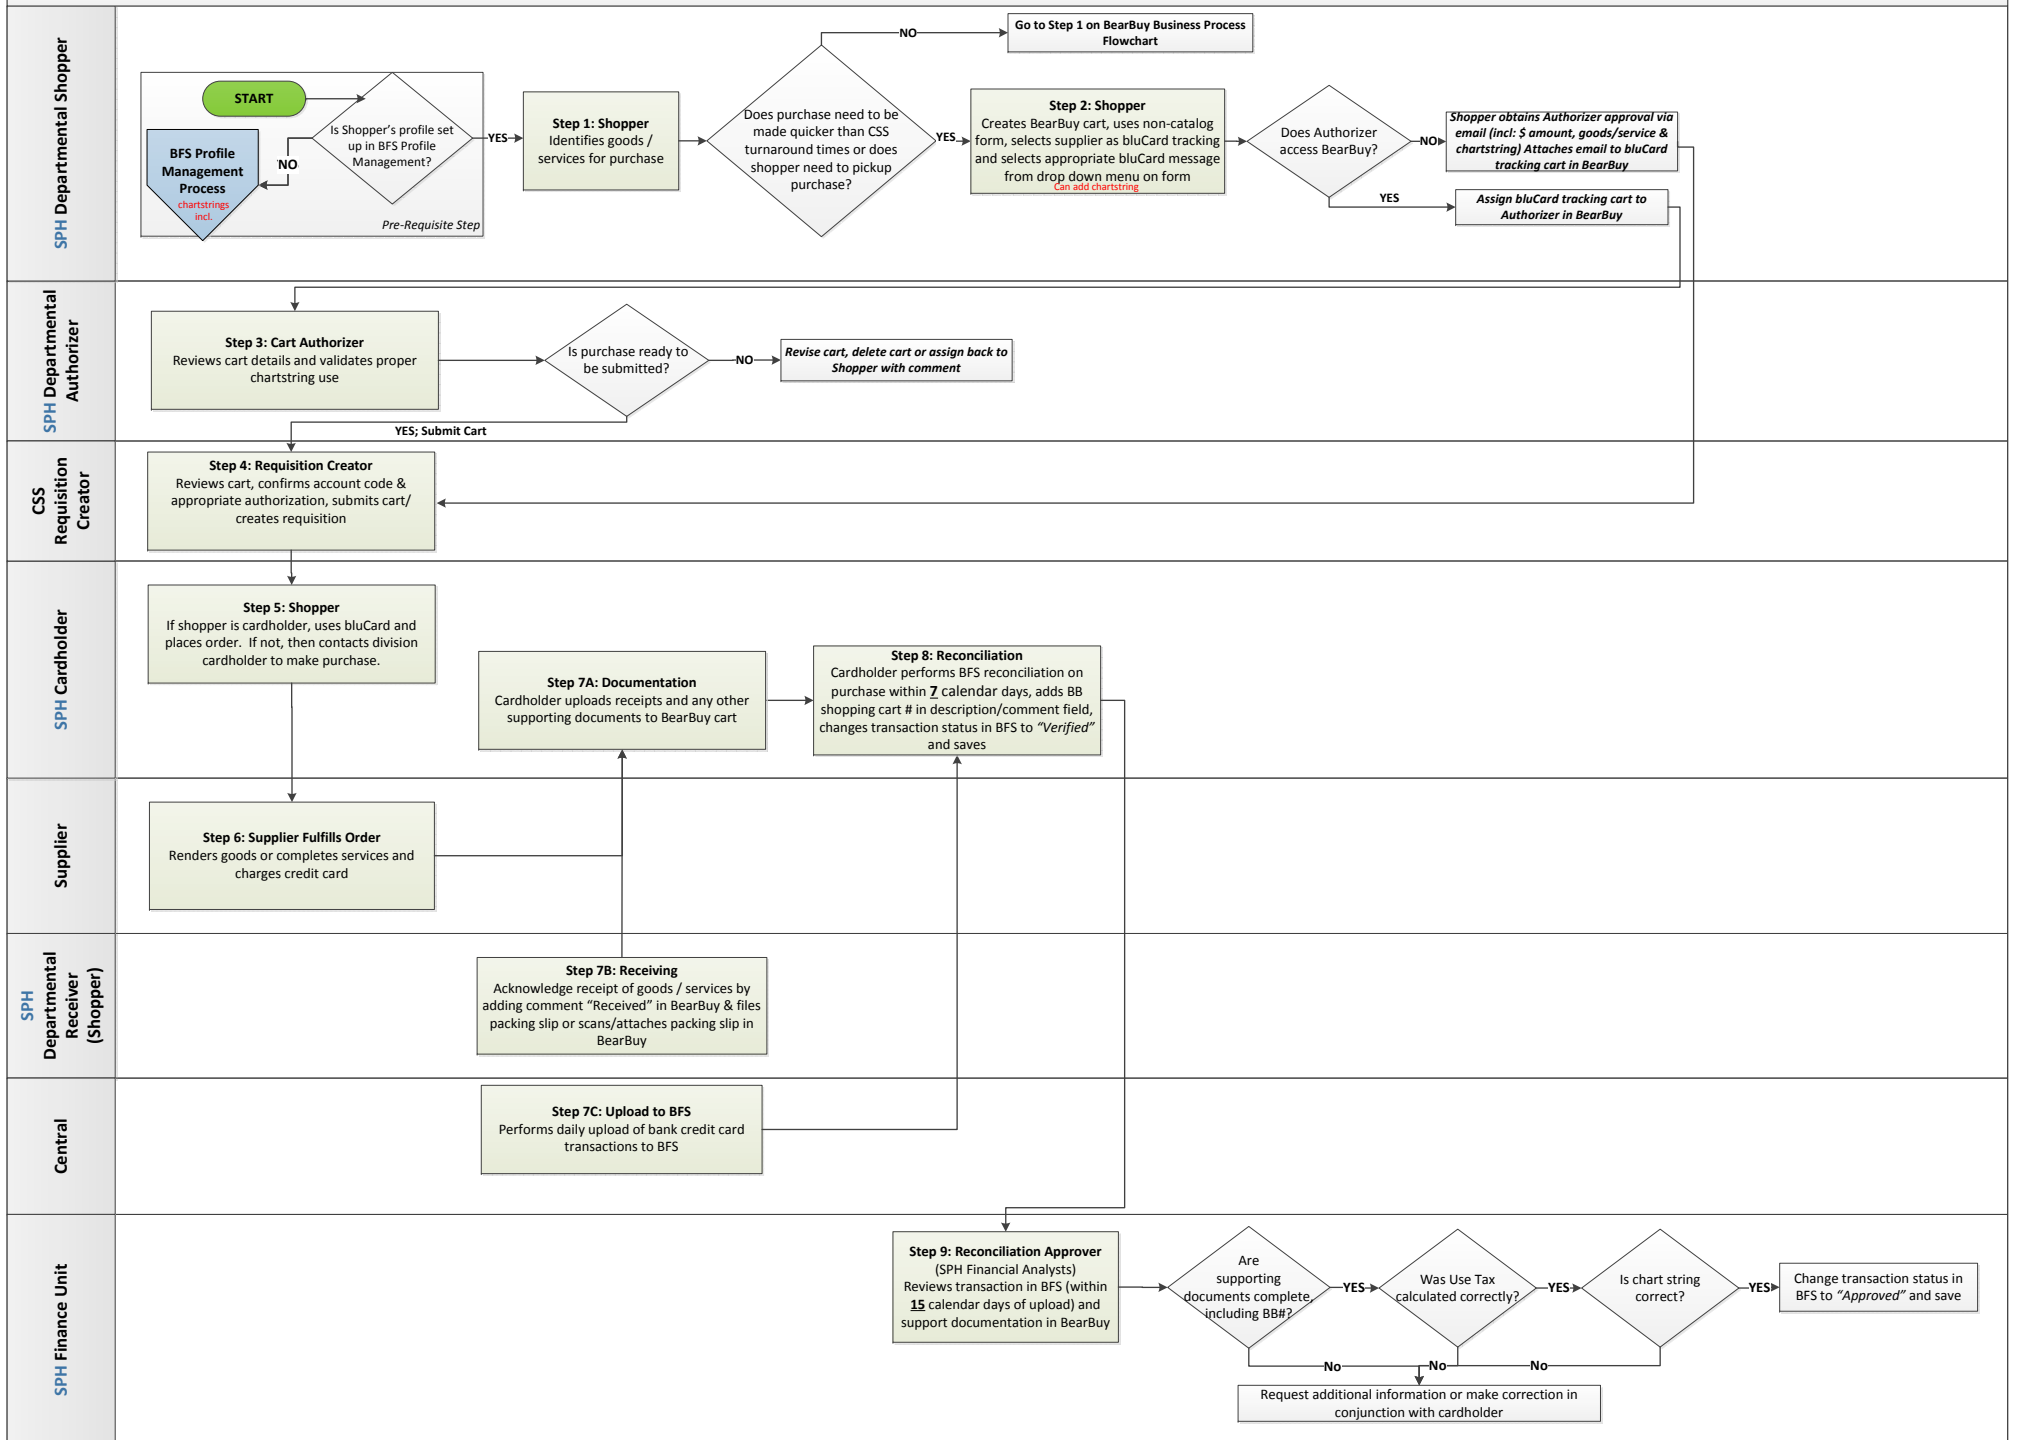 SPH Departmental Shopper
START
Is Shopper's profile set
up in BFS Profile
Management?
NO
YES
BFS Profile
Management
Process
chartstrings
incl.
Pre-Requisite Step
Step 1: Shopper
Identifies goods /
services for purchase
Does purchase need to be
made quicker than CSS
turnaround times or does
shopper need to pickup
purchase?
NO
Go to Step 1 on BearBuy Business Process
Flowchart
YES
Step 2: Shopper
Creates BearBuy cart, uses non-catalog
form, selects supplier as bluCard tracking
and selects appropriate bluCard message
from drop down menu on form
Can add chartstring
Does Authorizer
access BearBuy?
NO
Shopper obtains Authorizer approval via
email (incl: $ amount, goods/service &
chartstring) Attaches email to bluCard
tracking cart in BearBuy
YES
Assign bluCard tracking cart to
Authorizer in BearBuy
SPH Departmental
Authorizer
Step 3: Cart Authorizer
Reviews cart details and validates proper
chartstring use
Is purchase ready to
be submitted?
NO
Revise cart, delete cart or assign back to
Shopper with comment
YES; Submit Cart
CSS
Requisition
Creator
Step 4: Requisition Creator
Reviews cart, confirms account code &
appropriate authorization, submits cart/
creates requisition
SPH Cardholder
Step 5: Shopper
If shopper is cardholder, uses bluCard and
places order.  If not, then contacts division
cardholder to make purchase.
Step 7A: Documentation
Cardholder uploads receipts and any other
supporting documents to BearBuy cart
Step 8: Reconciliation
Cardholder performs BFS reconciliation on
purchase within 7 calendar days, adds BB
shopping cart # in description/comment field,
changes transaction status in BFS to “Verified”
and saves
Supplier
Step 6: Supplier Fulfills Order
Renders goods or completes services and
charges credit card
SPH
Departmental
Receiver
(Shopper)
Step 7B: Receiving
Acknowledge receipt of goods / services by
adding comment “Received” in BearBuy & files
packing slip or scans/attaches packing slip in
BearBuy
Central
Step 7C: Upload to BFS
Performs daily upload of bank credit card
transactions to BFS
SPH Finance Unit
Step 9: Reconciliation Approver
(SPH Financial Analysts)
Reviews transaction in BFS (within
15 calendar days of upload) and
support documentation in BearBuy
Are
supporting
documents complete,
including BB#?
YES
Was Use Tax
calculated correctly?
YES
Is chart string
correct?
YES
Change transaction status in
BFS to “Approved” and save
No
No
No
Request additional information or make correction in
conjunction with cardholder